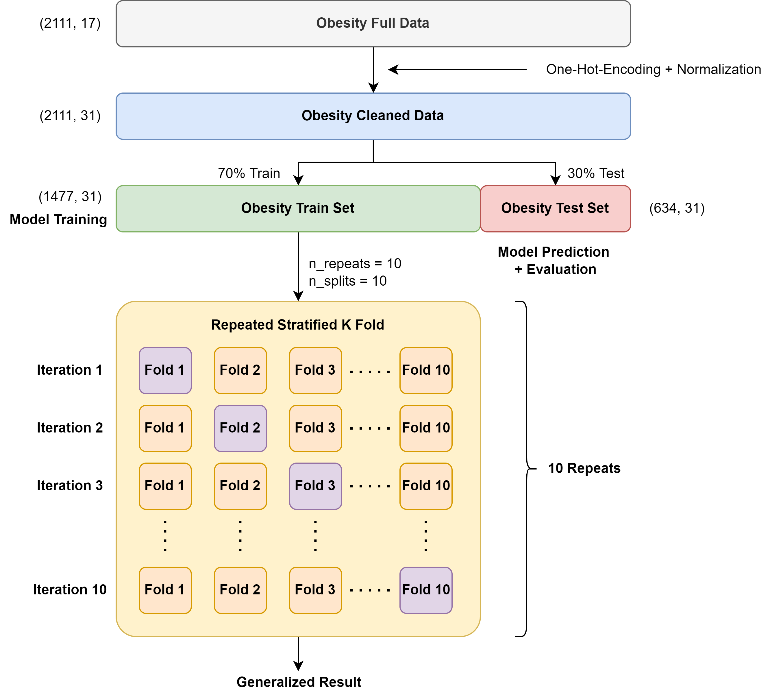 (2111, 17)
Obesity Full Data
One-Hot-Encoding + Normalization
(2111, 31)
Obesity Cleaned Data
70% Train
30% Test
(1477, 31)
Model Training
Obesity Train Set
Obesity Test Set
(634, 31)
Model Prediction
+ Evaluation
n_repeats = 10
n_splits = 10
Repeated Stratified K Fold
Iteration 1 Fold 1 Fold 2 Fold 3 ..... Fold 10
Iteration 2 Fold 1 Fold 2 Fold 3 ..... Fold 10
10 Repeats
Iteration 3 Fold 1 Fold 2 Fold 3 ..... Fold 10
Iteration 10 Fold 1 Fold 2 Fold 3 ..... Fold 10
Generalized Result